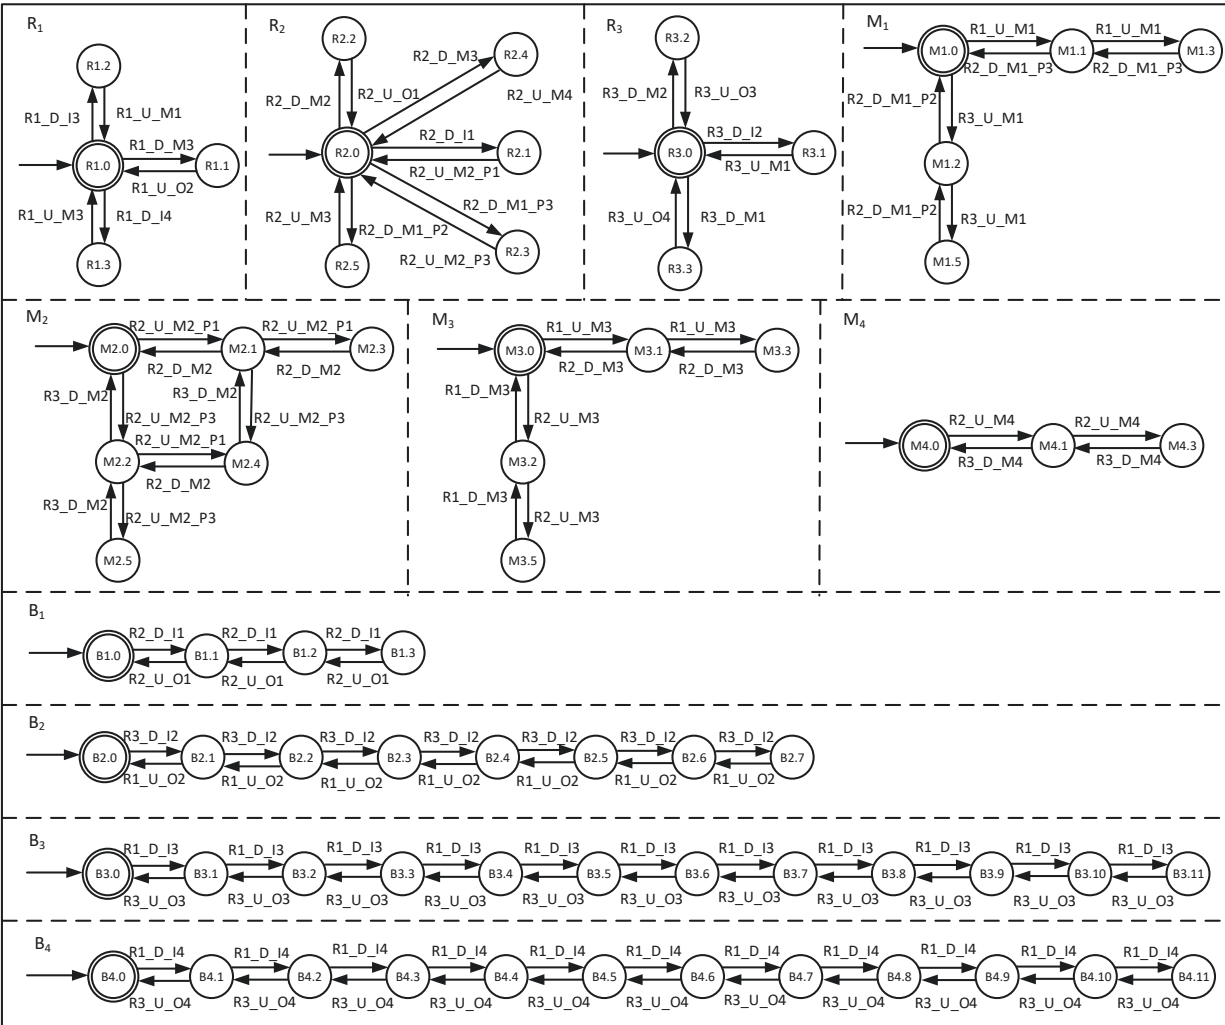 R1
R1.2
R1_D_I3
R1_U_M1
R1.0
R1_D_M3
R1_U_O2
R1.1
R1_U_M3
R1_D_I4
R1.3
R2
R2.2
R2_D_M3
R2.4
R2_D_M2
R2_U_O1
R2_U_M4
R2.0
R2_D_I1
R2_U_M2_P1
R2.1
R2_U_M3
R2_D_M1_P3
R2_D_M1_P2
R2_U_M2_P3
R2.3
R2.5
R3
R3.2
R3_D_M2
R3_U_O3
R3.0
R3_D_I2
R3_U_M1
R3.1
R3_U_O4
R3_D_M1
R3.3
M1
R1_U_M1 R1_U_M1
M1.0 M1.1 M1.3
R2_D_M1_P3 R2_D_M1_P3
R2_D_M1_P2
R3_U_M1
M1.2
R2_D_M1_P2
R3_U_M1
M1.5
M2
R2_U_M2_P1 R2_U_M2_P1
M2.0 M2.1 M2.3
R2_D_M2 R2_D_M2
R3_D_M2 R3_D_M2
R2_U_M2_P3 R2_U_M2_P3
R2_U_M2_P1
M2.2 M2.4
R2_D_M2
R3_D_M2
R2_U_M2_P3
M2.5
M3
R1_U_M3 R1_U_M3
M3.0 M3.1 M3.3
R2_D_M3 R2_D_M3
R1_D_M3
R2_U_M3
M3.2
R1_D_M3
R2_U_M3
M3.5
M4
R2_U_M4 R2_U_M4
M4.0 M4.1 M4.3
R3_D_M4 R3_D_M4
B1
R2_D_I1 R2_D_I1 R2_D_I1
B1.0 B1.1 B1.2 B1.3
R2_U_O1 R2_U_O1 R2_U_O1
B2
R3_D_I2 R3_D_I2 R3_D_I2 R3_D_I2 R3_D_I2 R3_D_I2 R3_D_I2
B2.0 B2.1 B2.2 B2.3 B2.4 B2.5 B2.6 B2.7
R1_U_O2 R1_U_O2 R1_U_O2 R1_U_O2 R1_U_O2 R1_U_O2 R1_U_O2
B3
R1_D_I3 R1_D_I3 R1_D_I3 R1_D_I3 R1_D_I3 R1_D_I3 R1_D_I3 R1_D_I3 R1_D_I3 R1_D_I3 R1_D_I3
B3.0 B3.1 B3.2 B3.3 B3.4 B3.5 B3.6 B3.7 B3.8 B3.9 B3.10 B3.11
R3_U_O3 R3_U_O3 R3_U_O3 R3_U_O3 R3_U_O3 R3_U_O3 R3_U_O3 R3_U_O3 R3_U_O3 R3_U_O3 R3_U_O3
B4
R1_D_I4 R1_D_I4 R1_D_I4 R1_D_I4 R1_D_I4 R1_D_I4 R1_D_I4 R1_D_I4 R1_D_I4 R1_D_I4 R1_D_I4
B4.0 B4.1 B4.2 B4.3 B4.4 B4.5 B4.6 B4.7 B4.8 B4.9 B4.10 B4.11
R3_U_O4 R3_U_O4 R3_U_O4 R3_U_O4 R3_U_O4 R3_U_O4 R3_U_O4 R3_U_O4 R3_U_O4 R3_U_O4 R3_U_O4